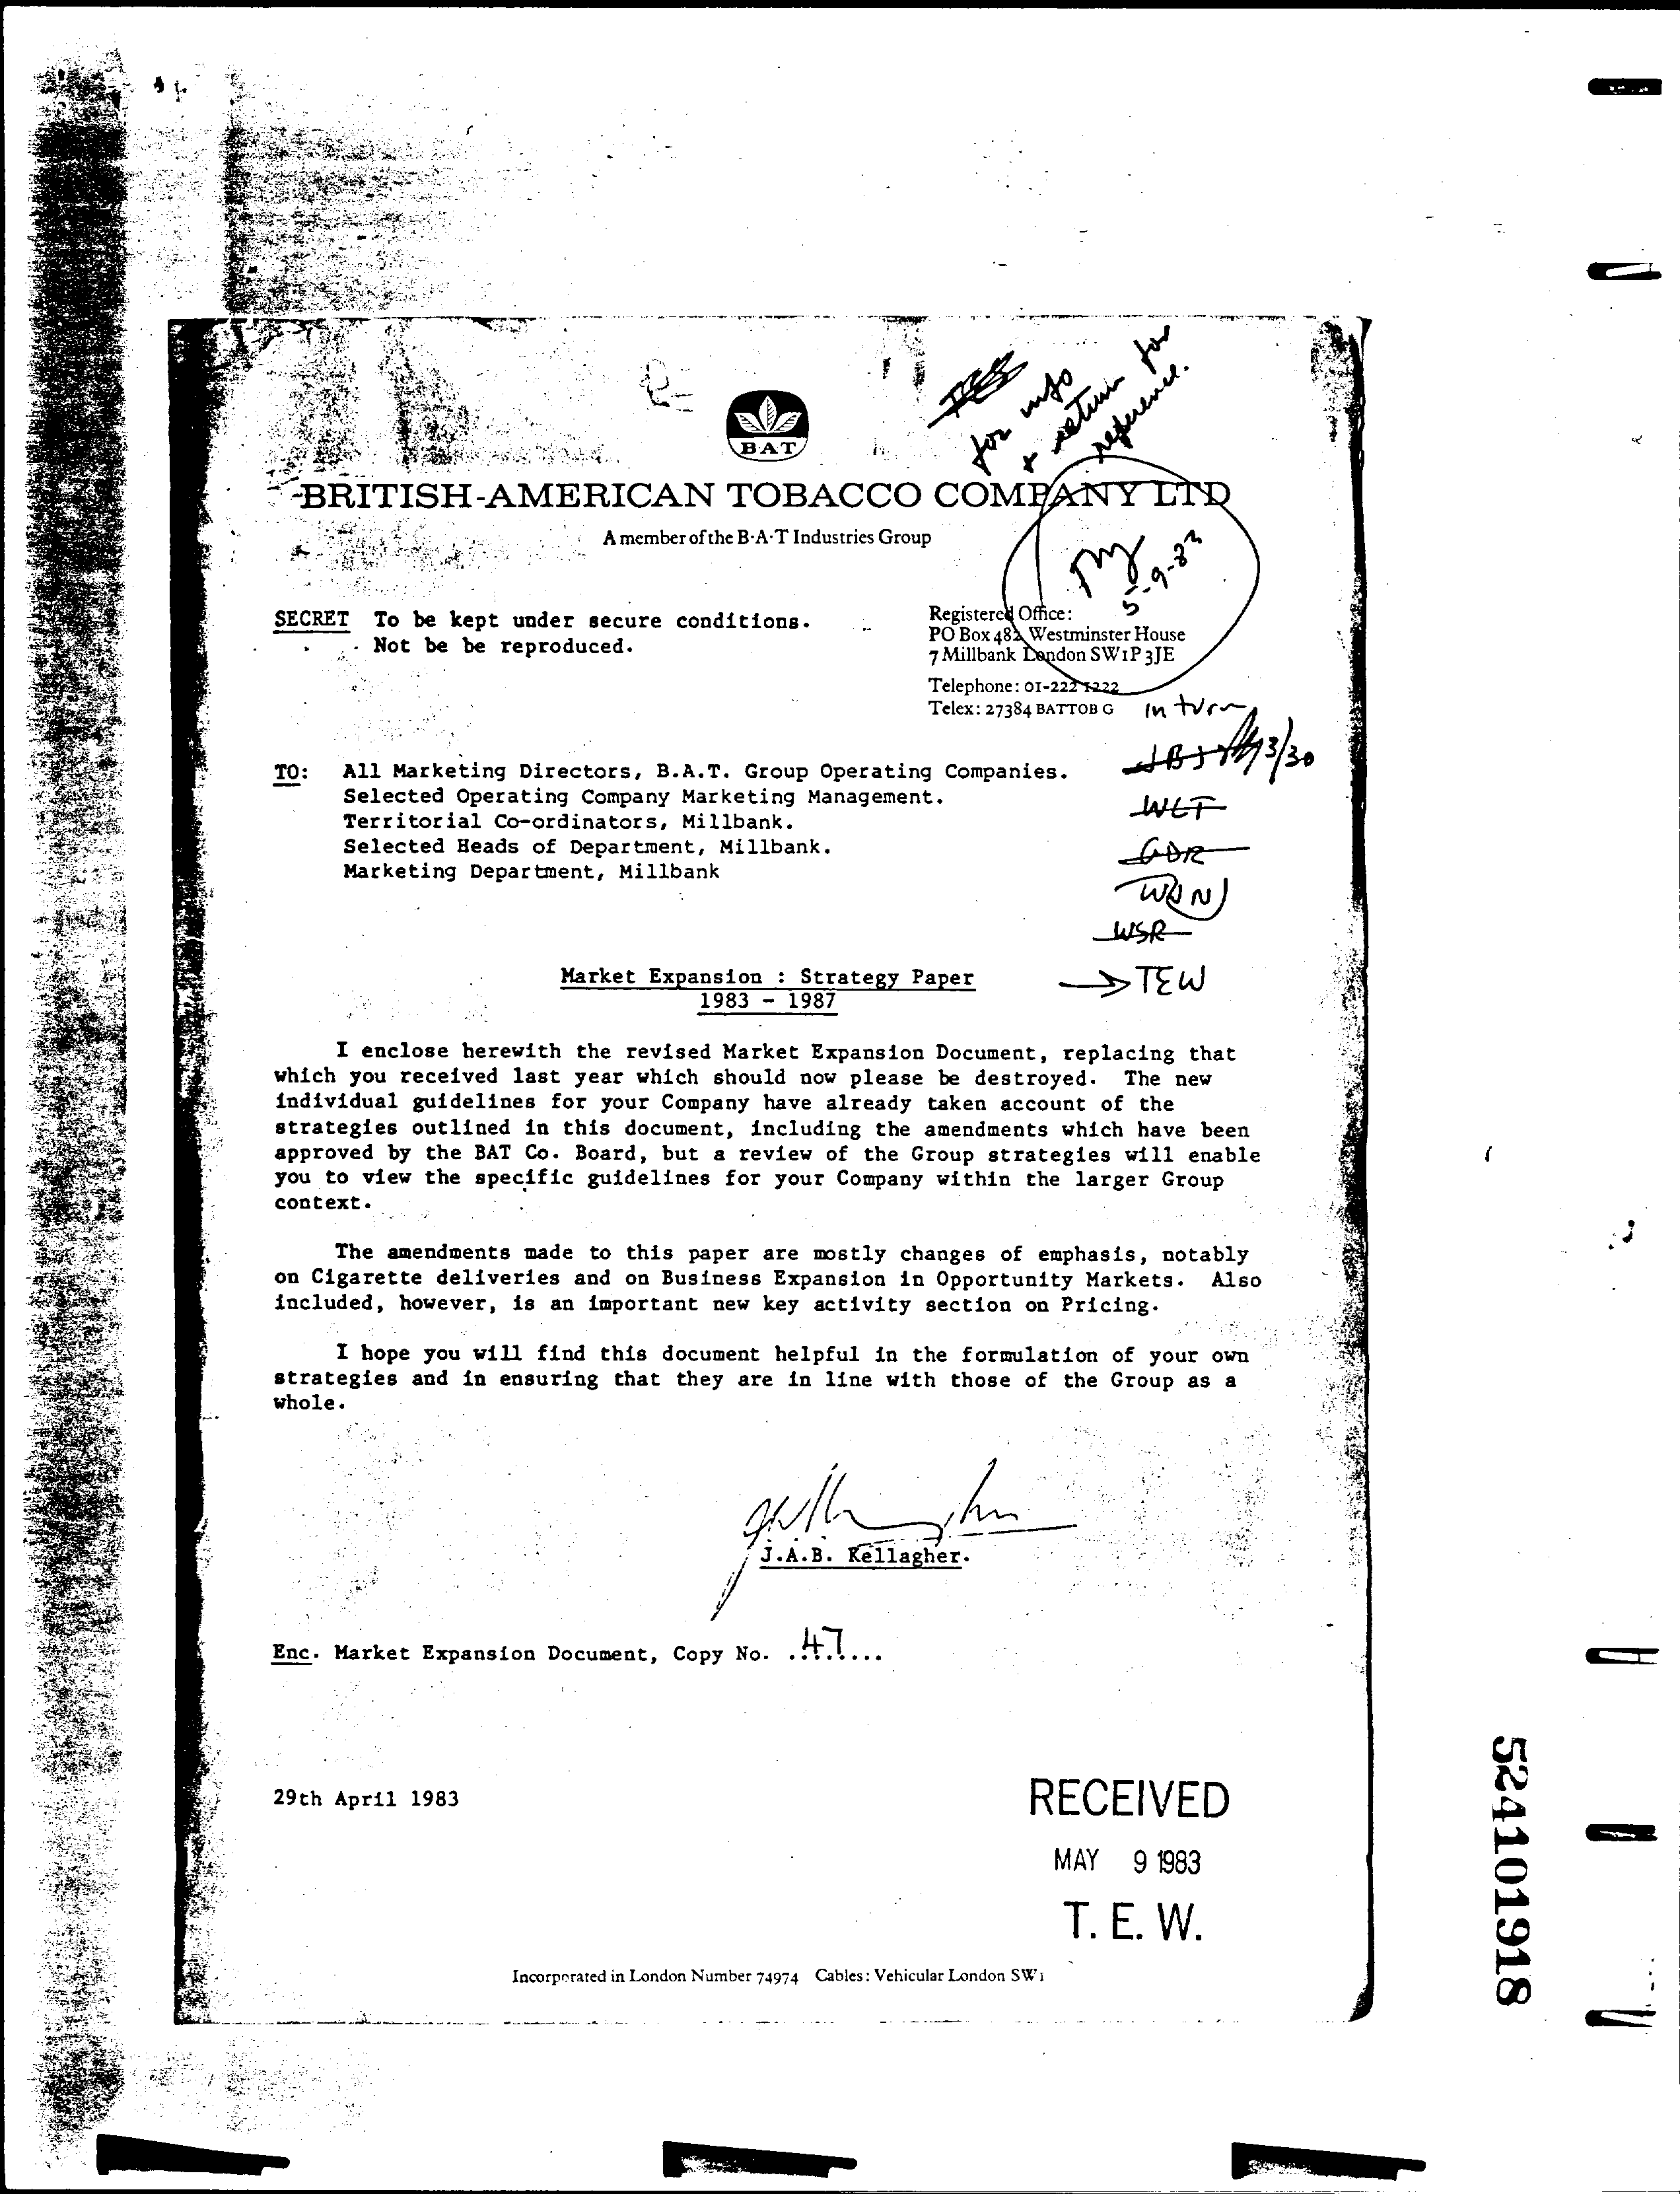 for info
& return for
reference.
BAT
BRITISH-AMERICAN TOBACCO COMPANY LTD
A member of the B·A·T Industries Group
5-9-83
SECRET To be kept under secure conditions.
Not be be reproduced.
Registered Office:
PO Box 482 Westminster House
7 Millbank London SW1P 3JE
Telephone: 01-222 1222
Telex: 27384 BATTOB G
in turn
TO: All Marketing Directors, B.A.T. Group Operating Companies.
Selected Operating Company Marketing Management.
Territorial Co-ordinators, Millbank.
Selected Heads of Department, Millbank.
Marketing Department, Millbank
WLT
GDR
WSR
TEW
Market Expansion : Strategy Paper
1983 - 1987
I enclose herewith the revised Market Expansion Document, replacing that
which you received last year which should now please be destroyed. The new
individual guidelines for your Company have already taken account of the
strategies outlined in this document, including the amendments which have been
approved by the BAT Co. Board, but a review of the Group strategies will enable
you to view the specific guidelines for your Company within the larger Group
context.
The amendments made to this paper are mostly changes of emphasis, notably
on Cigarette deliveries and on Business Expansion in Opportunity Markets. Also
included, however, is an important new key activity section on Pricing.
I hope you will find this document helpful in the formulation of your own
strategies and in ensuring that they are in line with those of the Group as a
whole.
J.A.B. Kellagher.
Enc. Market Expansion Document, Copy No. ..47....
29th April 1983
RECEIVED
MAY 9 1983
T. E. W.
Incorporated in London Number 74974 Cables: Vehicular London SW1
524101918